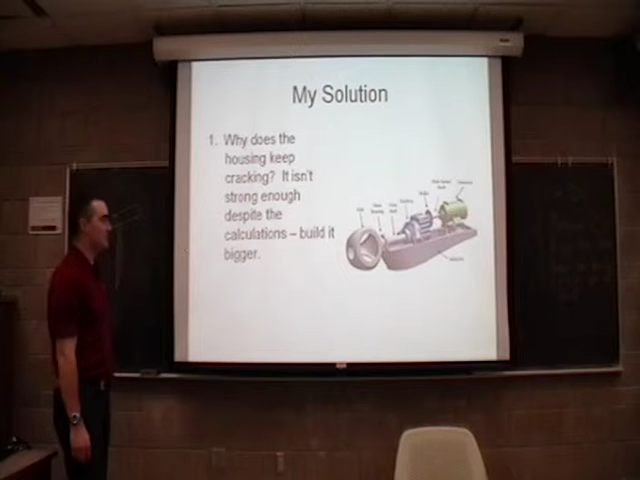 My Solution
1. Why does the
housing keep
cracking? It isn't
strong enough
despite the
calculations – build it
bigger.